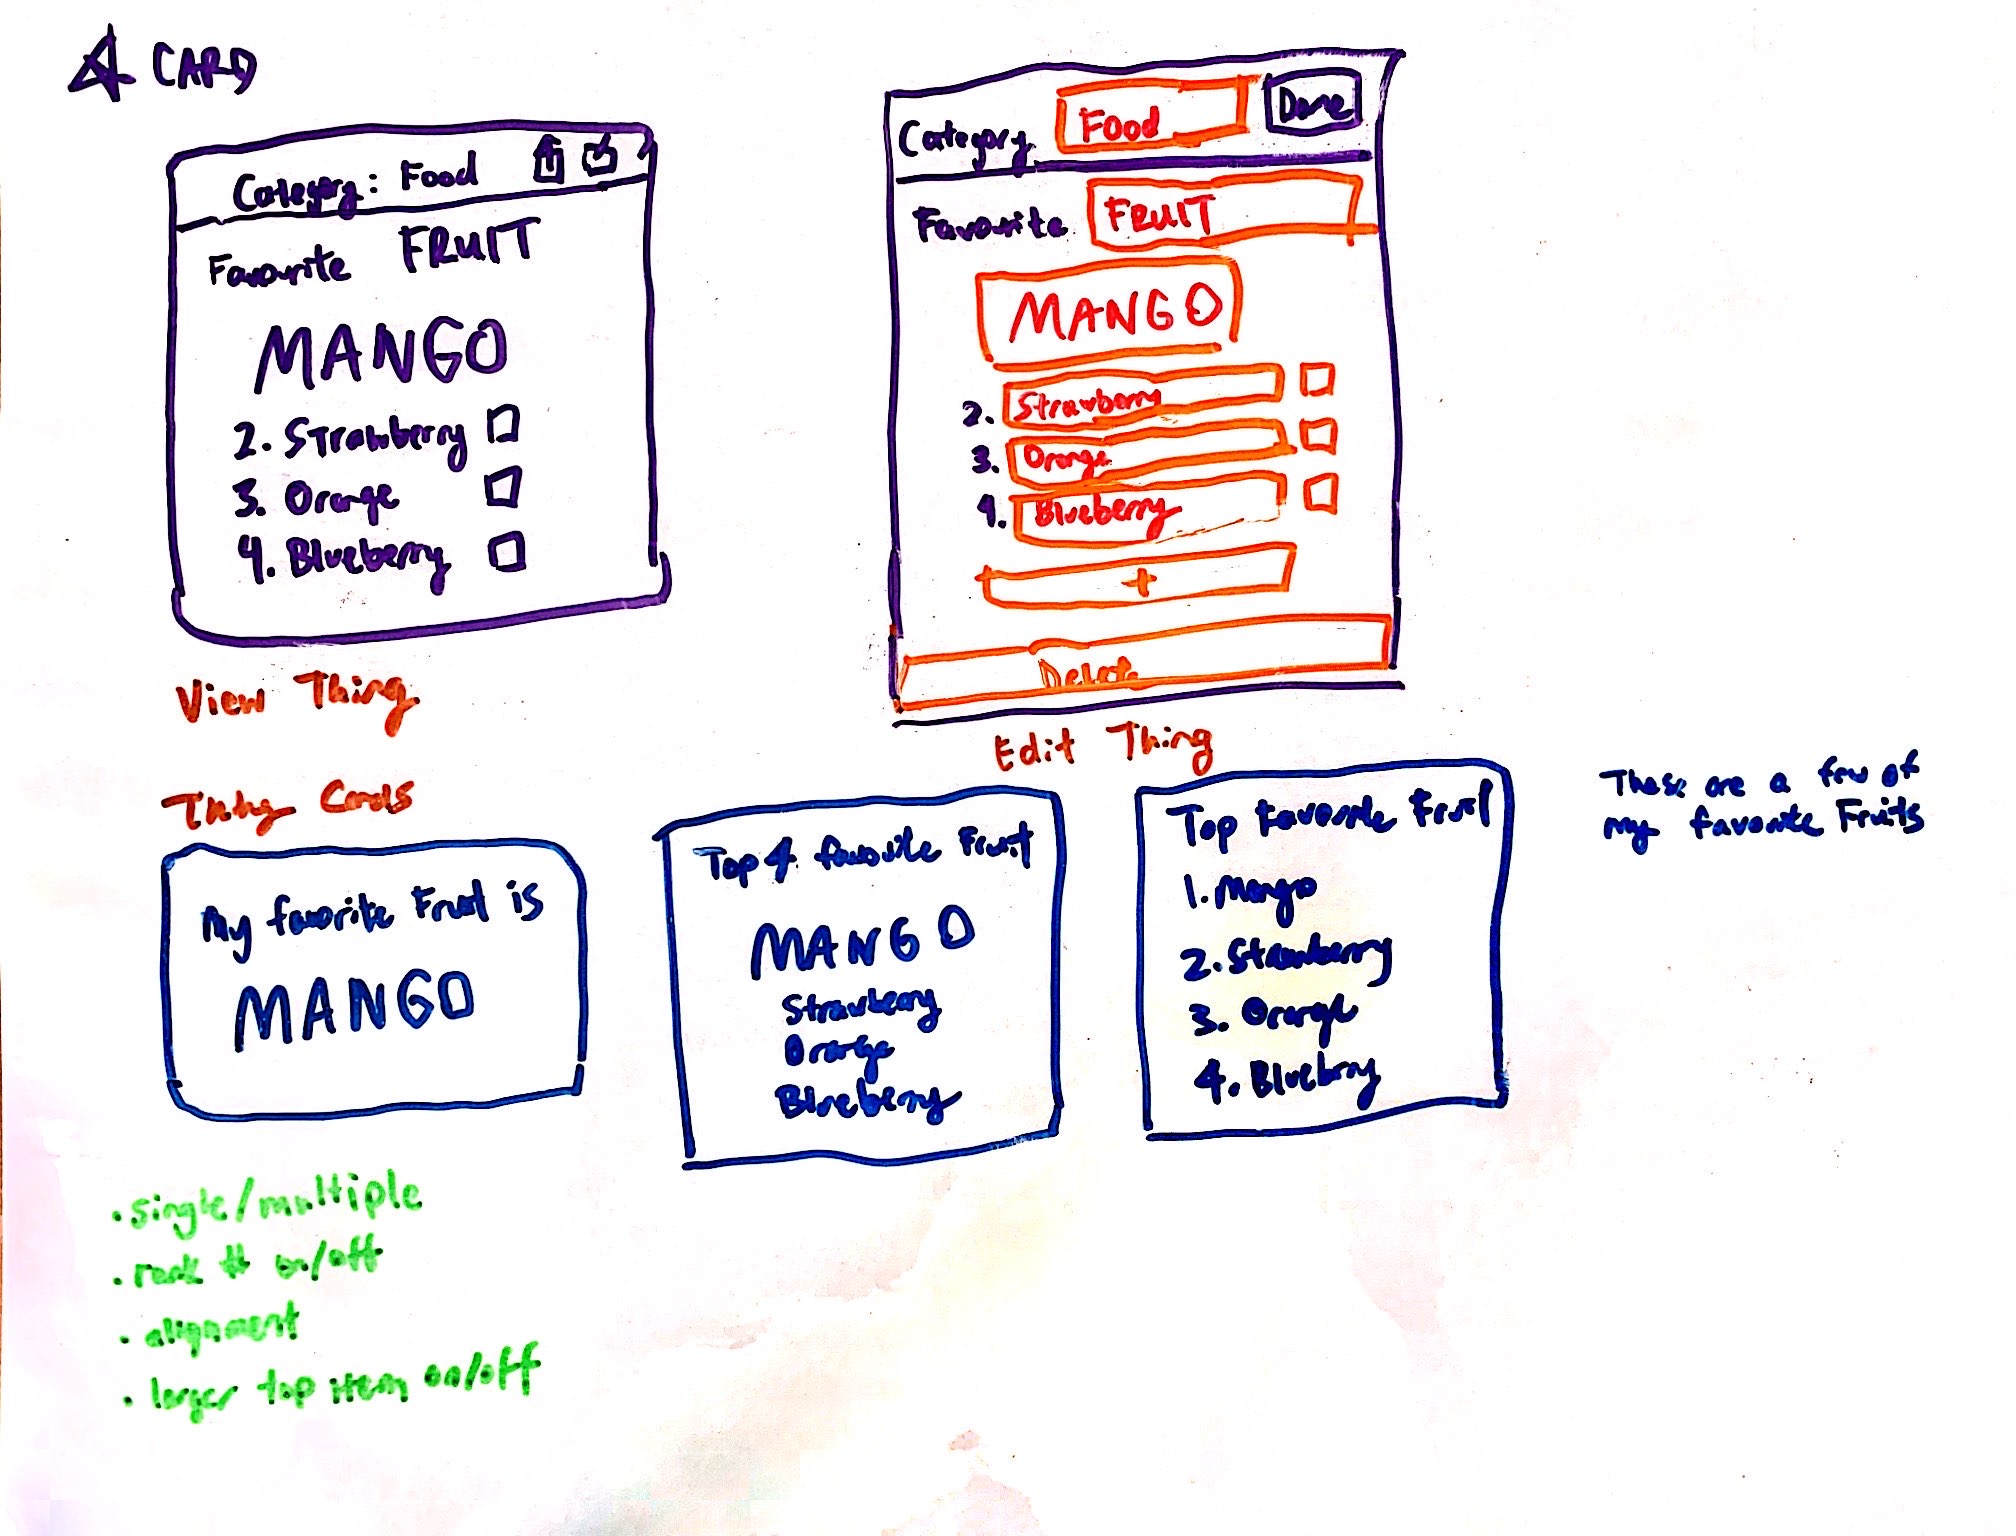 CARD
Category: Food
Favorite FRUIT
MANGO
2. Strawberry
3. Orange
4. Blueberry
View Thing
Category Food Done
Favorite FRUIT
MANGO
2. Strawberry
3. Orange
4. Blueberry
+
Delete
Edit Thing
Thing Cards
My favorite Fruit is
MANGO
Top 4 favorite Fruit
MANGO
Strawberry
Orange
Blueberry
Top Favorite Fruit
1. Mango
2. Strawberry
3. Orange
4. Blueberry
These are a few of
my favorite Fruits
• single/multiple
• rank # on/off
• alignment
• larger top item on/off